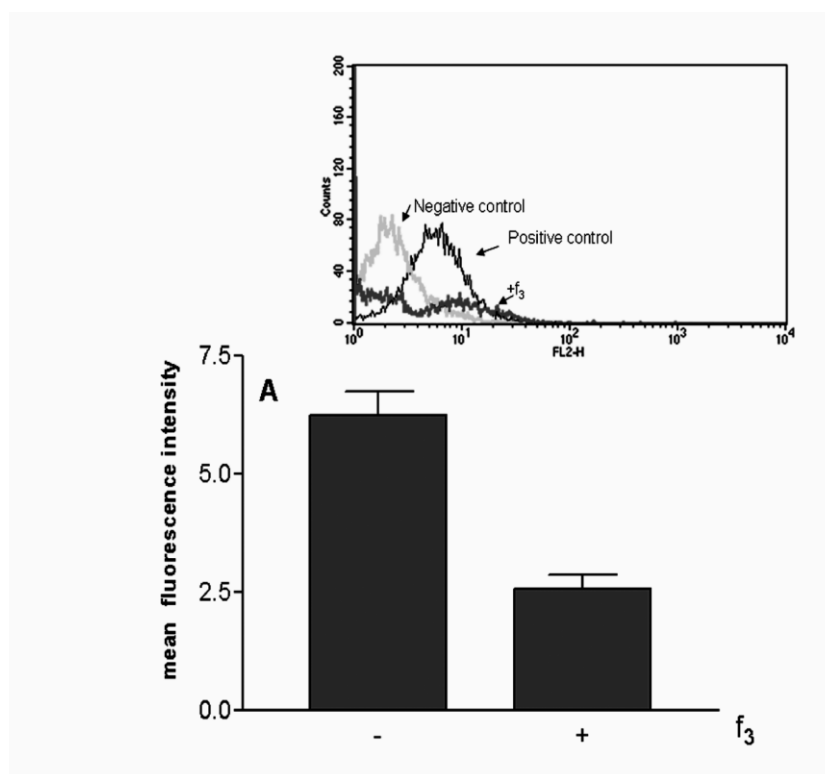 200
160
120
80
40
0
Counts
Negative control
Positive control
+f3
10^0 10^1 10^2 10^3 10^4
FL2-H
A
mean fluorescence intensity
7.5
5.0
2.5
0.0
- + f3